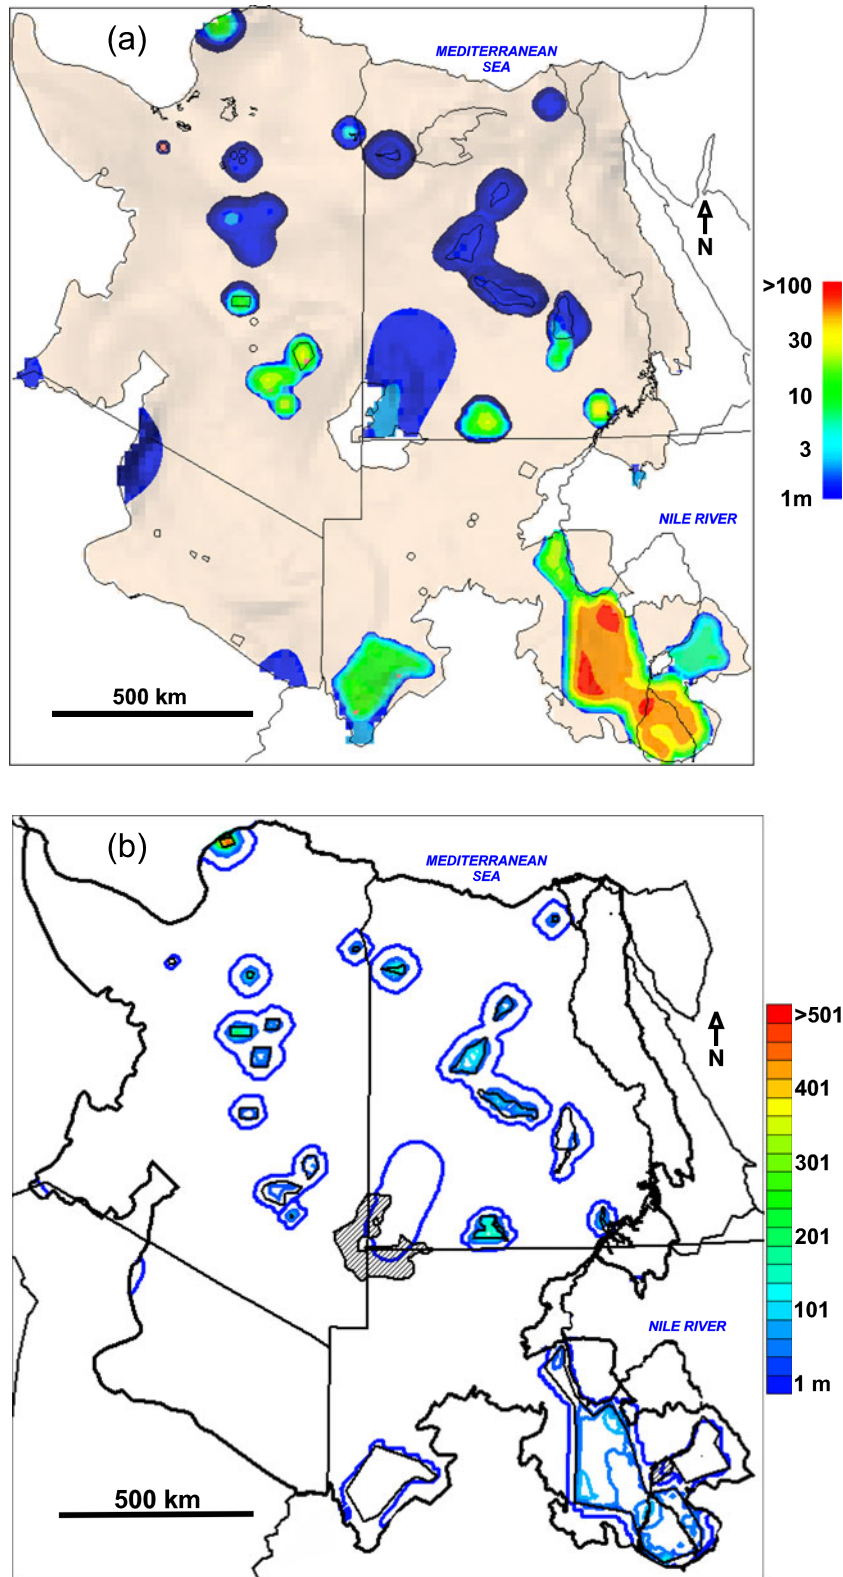 (a)
MEDITERRANEAN
SEA
N
>100
30
10
3
1m
NILE RIVER
500 km
(b)
MEDITERRANEAN
SEA
N
>501
401
301
201
101
1 m
NILE RIVER
500 km